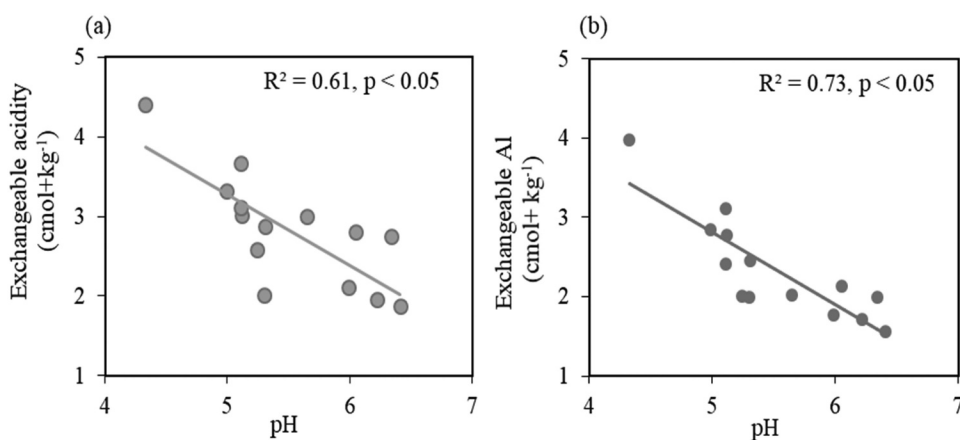 (a)
R² = 0.61, p < 0.05
Exchangeable acidity
(cmol+kg⁻¹)
5
4
3
2
1
4 5 6 7
pH
(b)
R² = 0.73, p < 0.05
Exchangeable Al
(cmol+ kg⁻¹)
5
4
3
2
1
4 5 6 7
pH